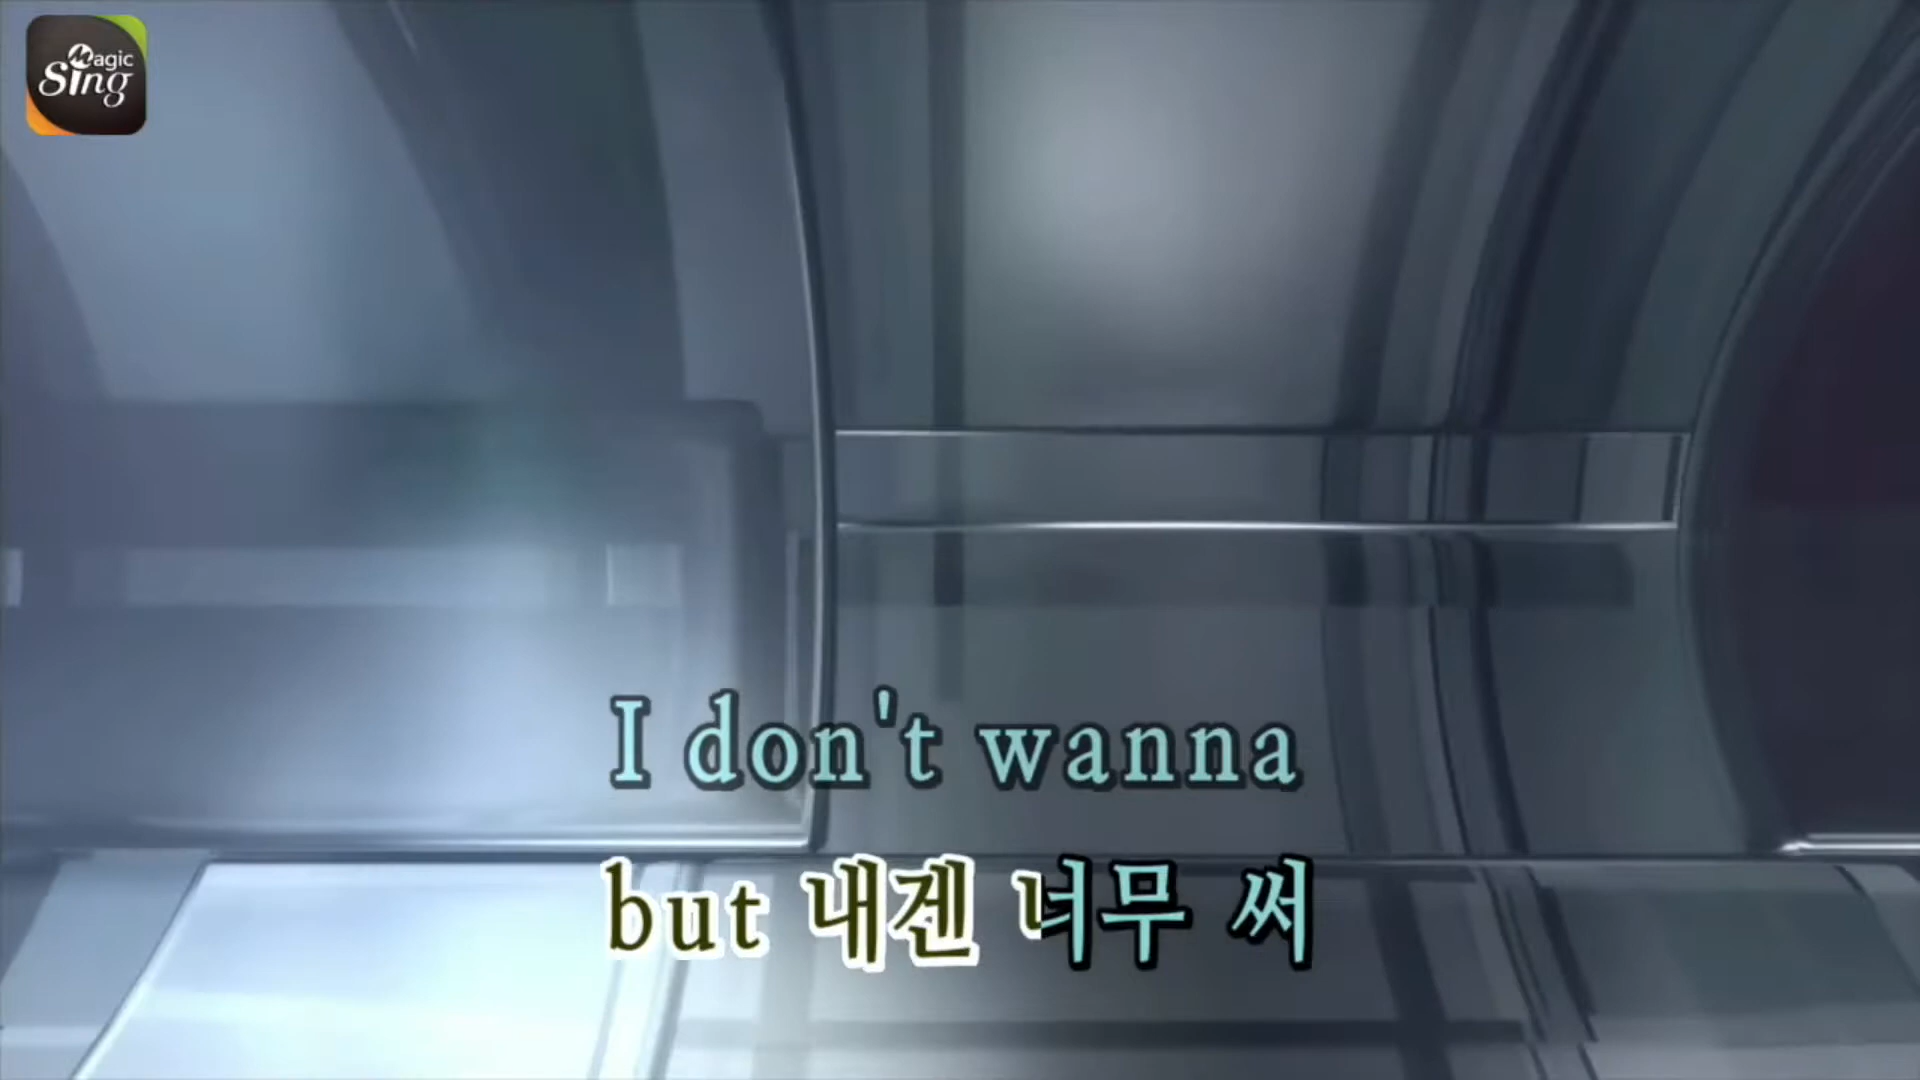 Magic
Sing
I don't wanna
but 내겐 너무 써